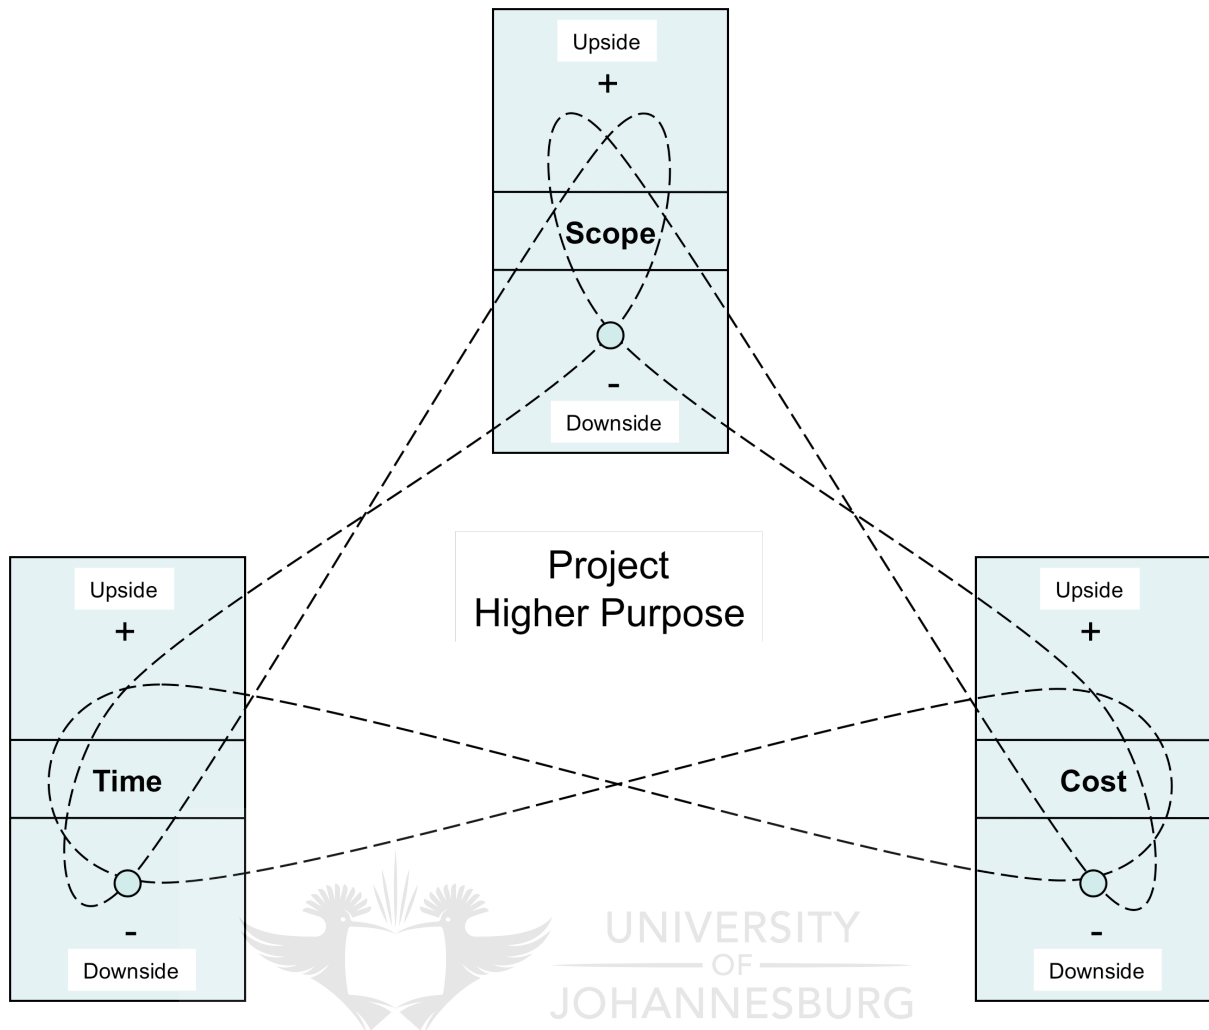 Upside
+
Scope
-
Downside
Project
Higher Purpose
Upside
+
Time
-
Downside
Upside
+
Cost
-
Downside
UNIVERSITY
OF
JOHANNESBURG